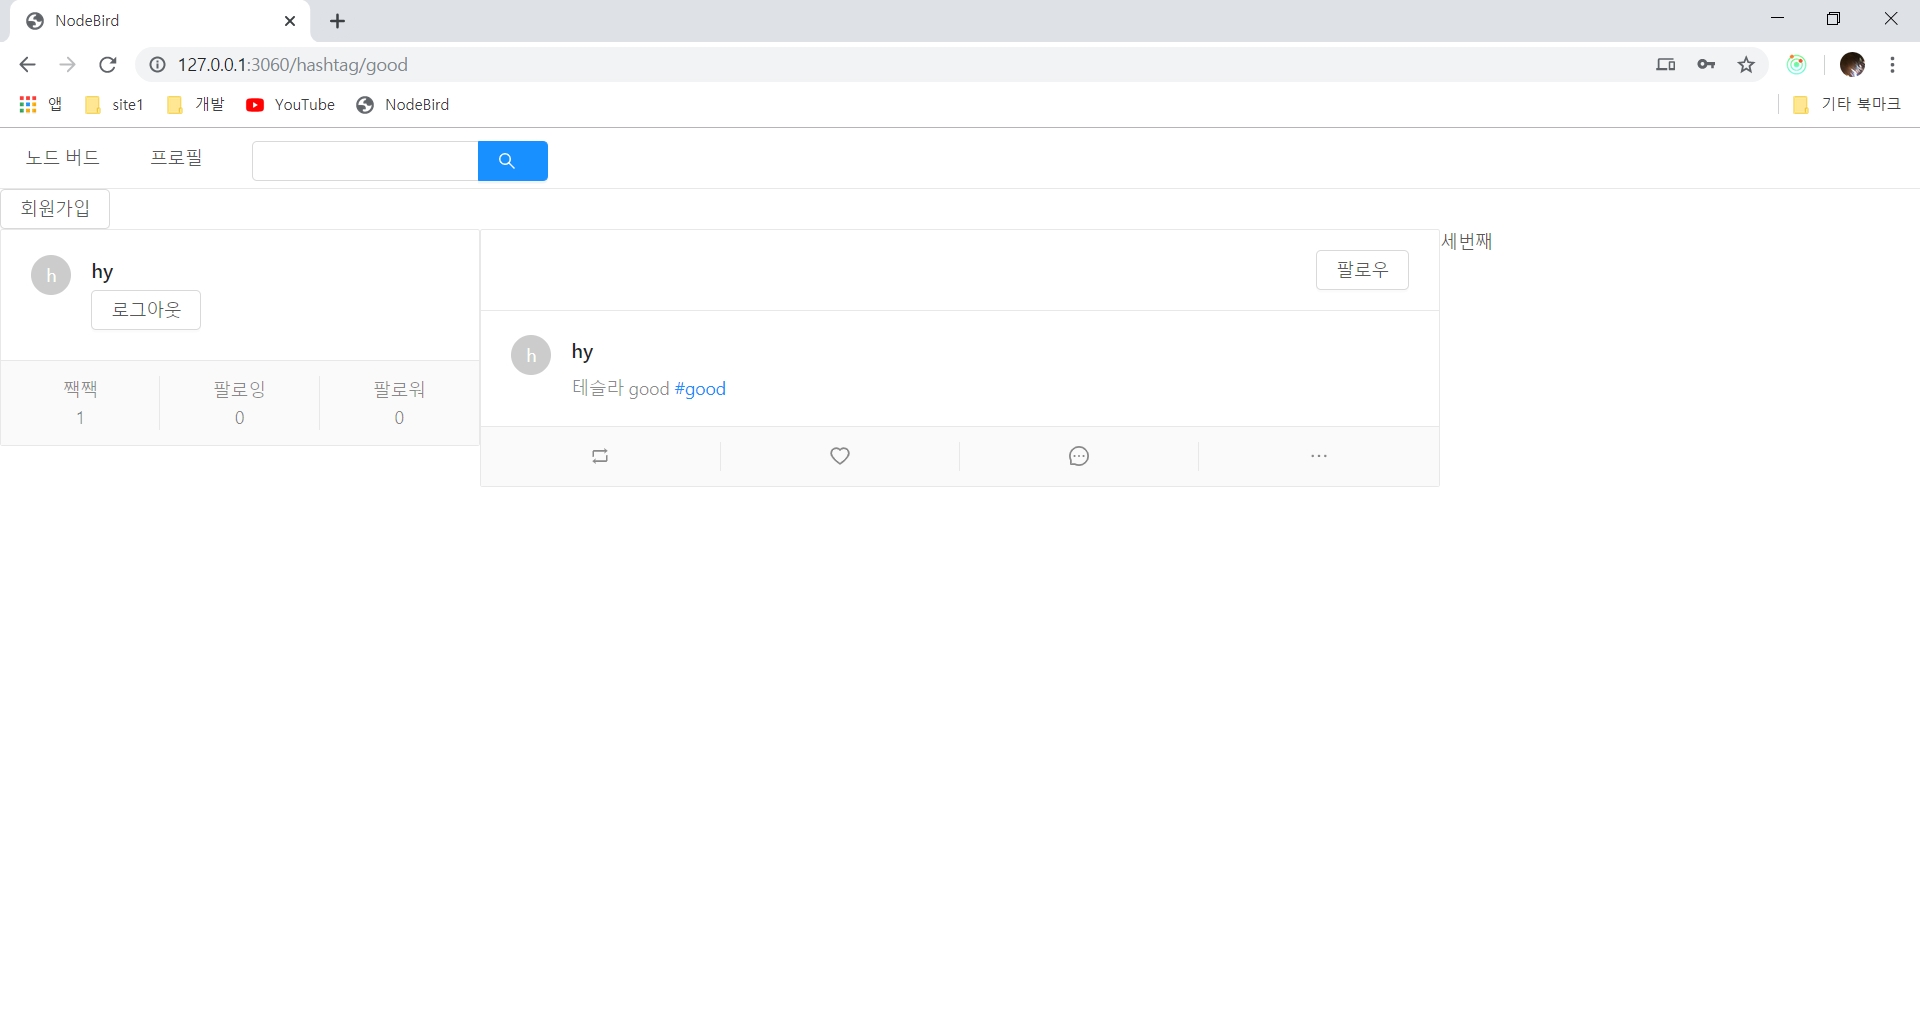 NodeBird
127.0.0.1:3060/hashtag/good
앱 site1 개발 YouTube NodeBird 기타 북마크
노드 버드 프로필
회원가입
h hy
로그아웃
짹짹 팔로잉 팔로워
1 0 0
팔로우
h hy
테슬라 good #good
세번째